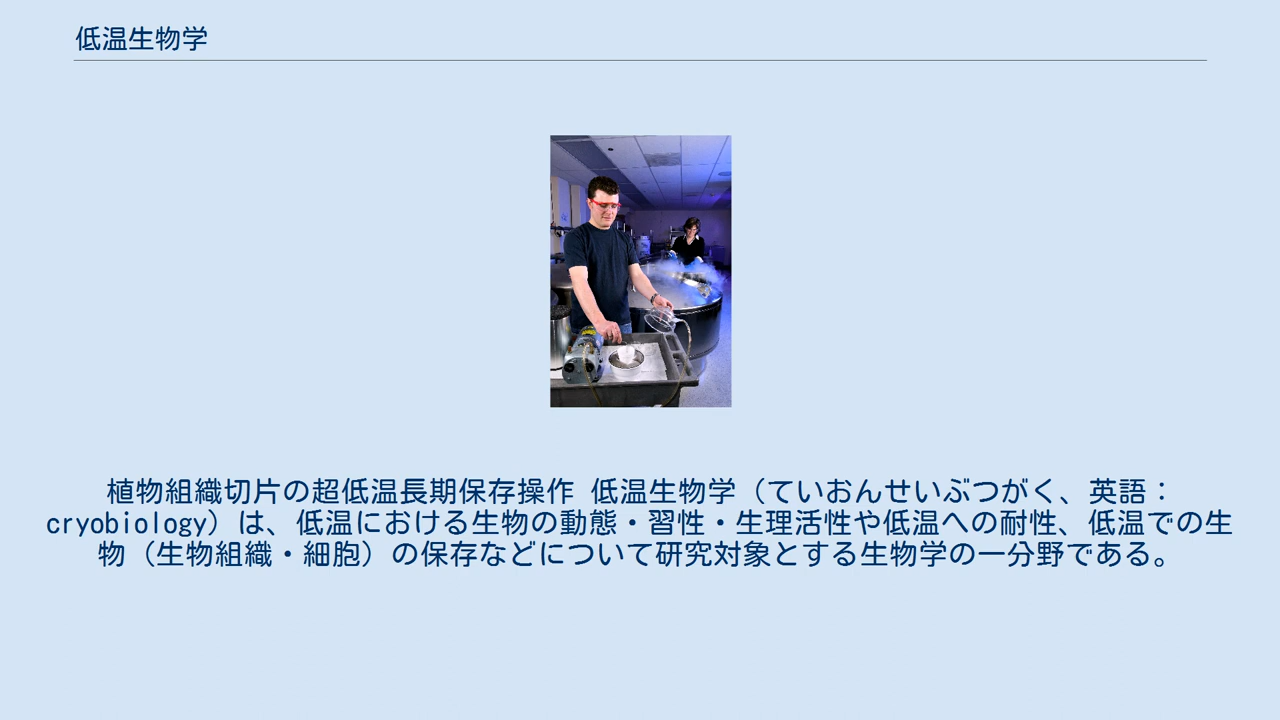 低温生物学
植物組織切片の超低温長期保存操作 低温生物学（ていおんせいぶつがく、英語：
cryobiology）は、低温における生物の動態・習性・生理活性や低温への耐性、低温での生
物（生物組織・細胞）の保存などについて研究対象とする生物学の一分野である。